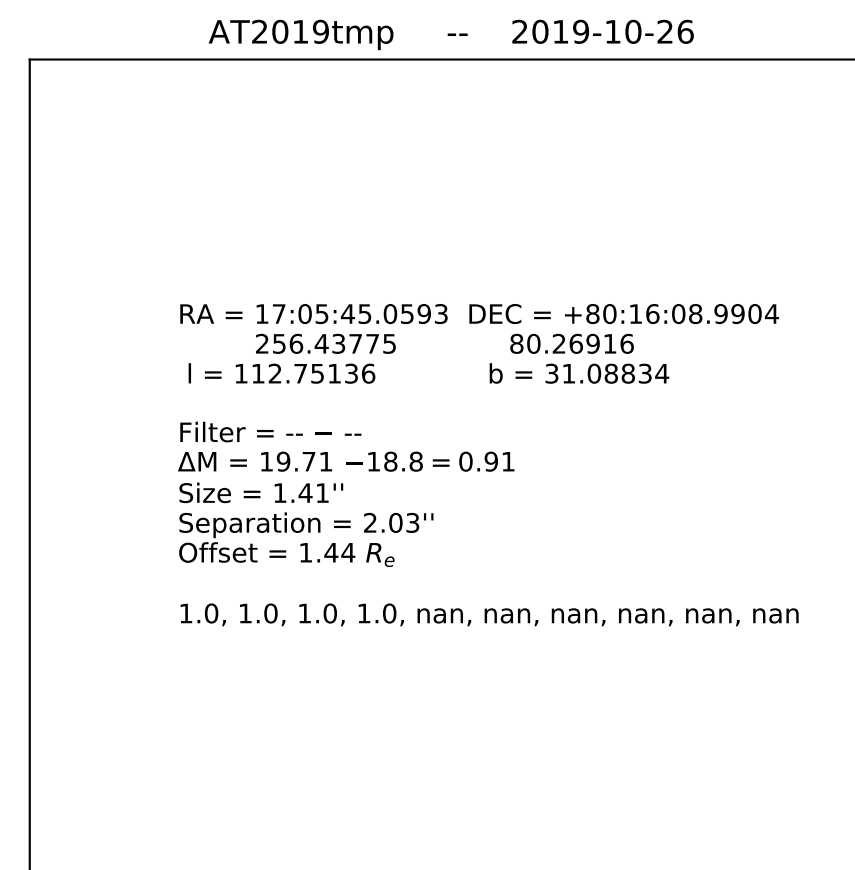 AT2019tmp -- 2019-10-26
RA = 17:05:45.0593 DEC = +80:16:08.9904
256.43775 80.26916
l = 112.75136 b = 31.08834
Filter = -- − --
ΔM = 19.71 −18.8 = 0.91
Size = 1.41''
Separation = 2.03''
Offset = 1.44 Re
1.0, 1.0, 1.0, 1.0, nan, nan, nan, nan, nan, nan